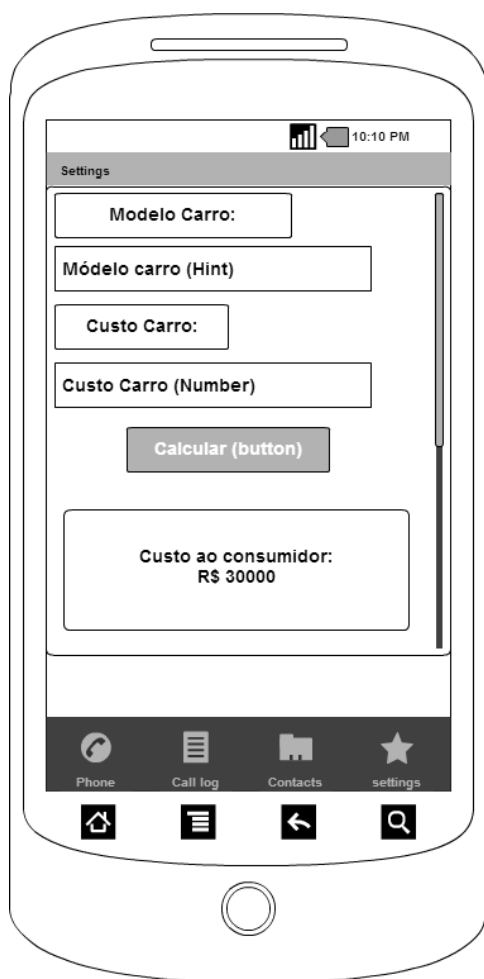 10:10 PM
Settings
Modelo Carro:
Módelo carro (Hint)
Custo Carro:
Custo Carro (Number)
Calcular (button)
Custo ao consumidor:
R$ 30000
Phone
Call log
Contacts
settings